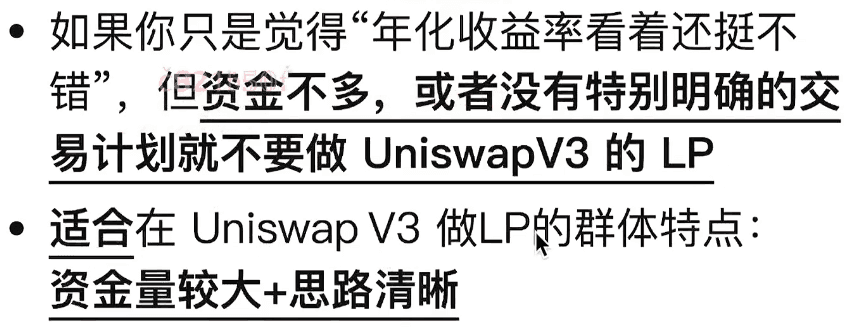 • 如果你只是觉得“年化收益率看着还挺不
错”，但资金不多，或者没有特别明确的交
易计划就不要做 UniswapV3 的 LP
• 适合在 Uniswap V3 做LP的群体特点：
资金量较大+思路清晰